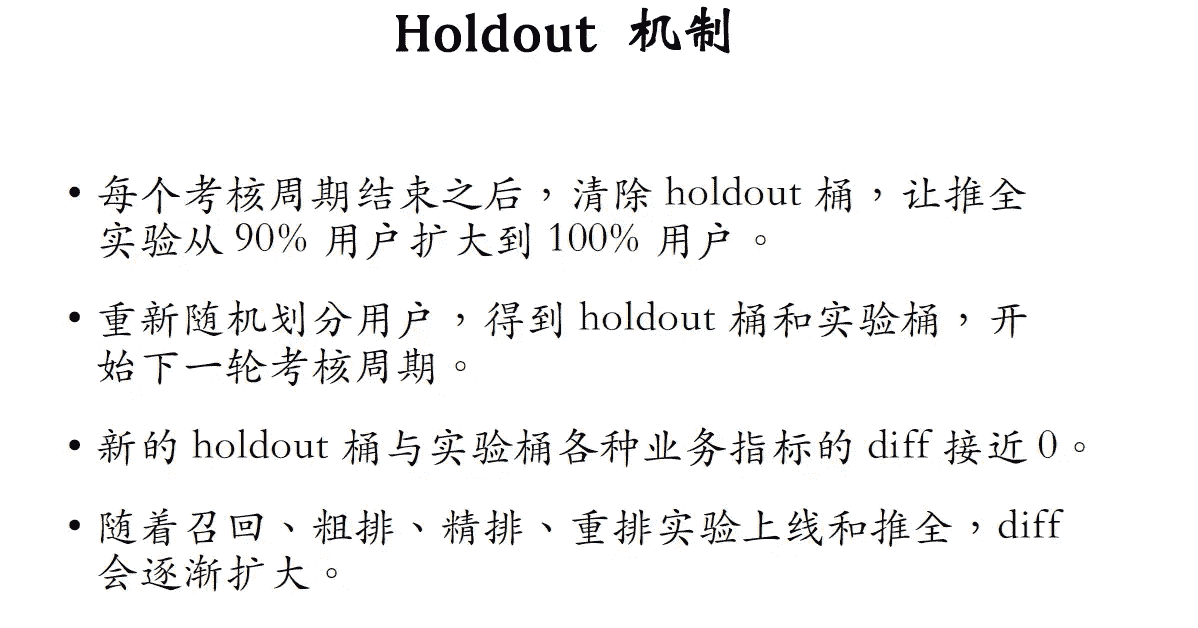 Holdout 机制
• 每个考核周期结束之后，清除 holdout 桶，让推全
实验从 90% 用户扩大到 100% 用户。
• 重新随机划分用户，得到 holdout 桶和实验桶，开
始下一轮考核周期。
• 新的 holdout 桶与实验桶各种业务指标的 diff 接近 0。
• 随着召回、粗排、精排、重排实验上线和推全，diff
会逐渐扩大。